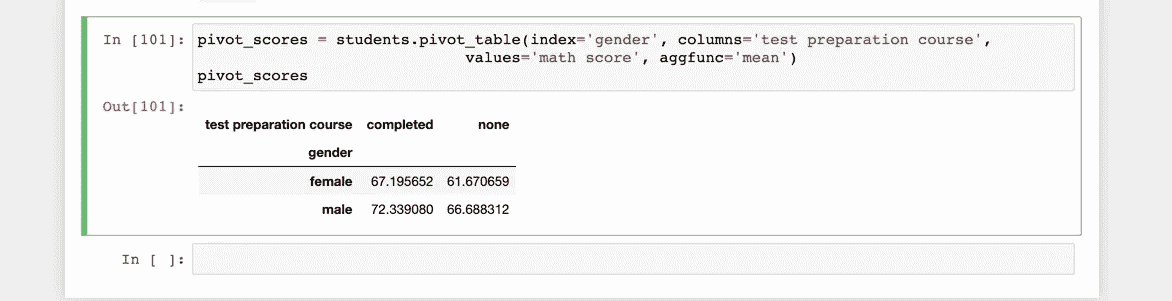 In [101]: pivot_scores = students.pivot_table(index='gender', columns='test preparation course',
values='math score', aggfunc='mean')
pivot_scores
Out[101]:
test preparation course completed none
gender
female 67.195652 61.670659
male 72.339080 66.688312
In [ ]: